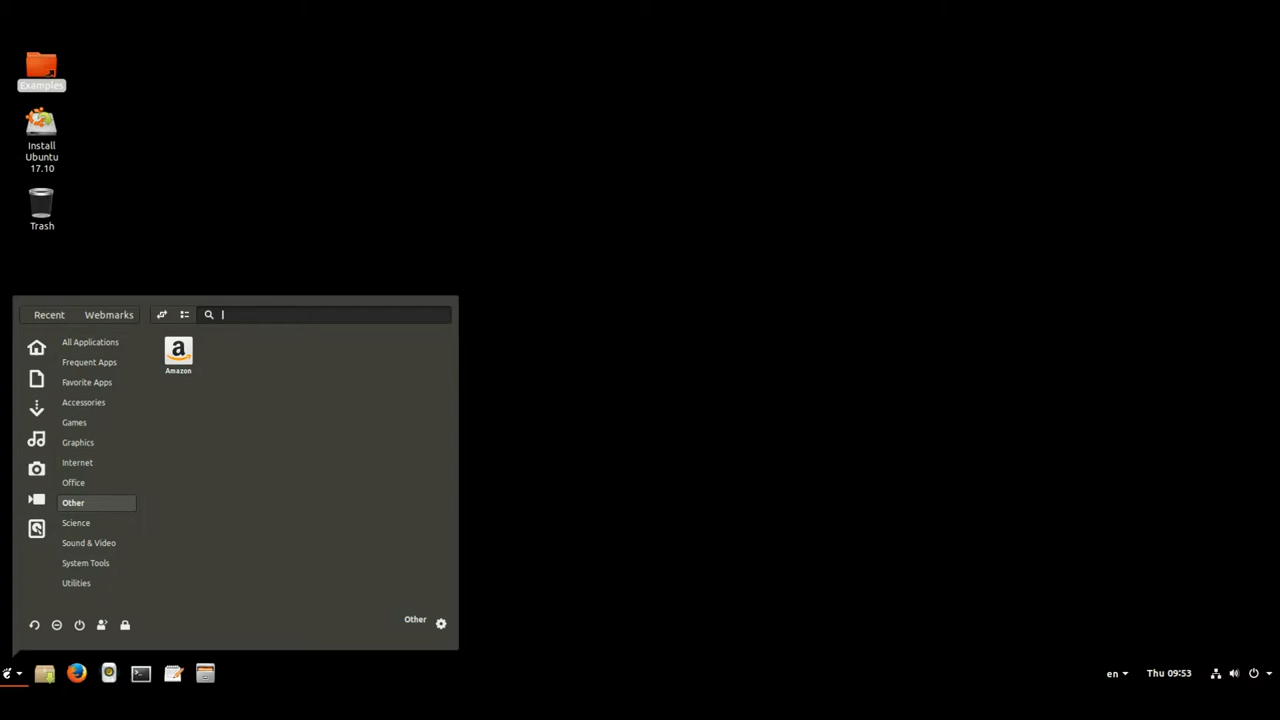 Examples
Install
Ubuntu
17.10
Trash
Recent
Webmarks
All Applications
Frequent Apps
Favorite Apps
Accessories
Games
Graphics
Internet
Office
Other
Science
Sound & Video
System Tools
Utilities
a
Amazon
Other
en
Thu 09:53